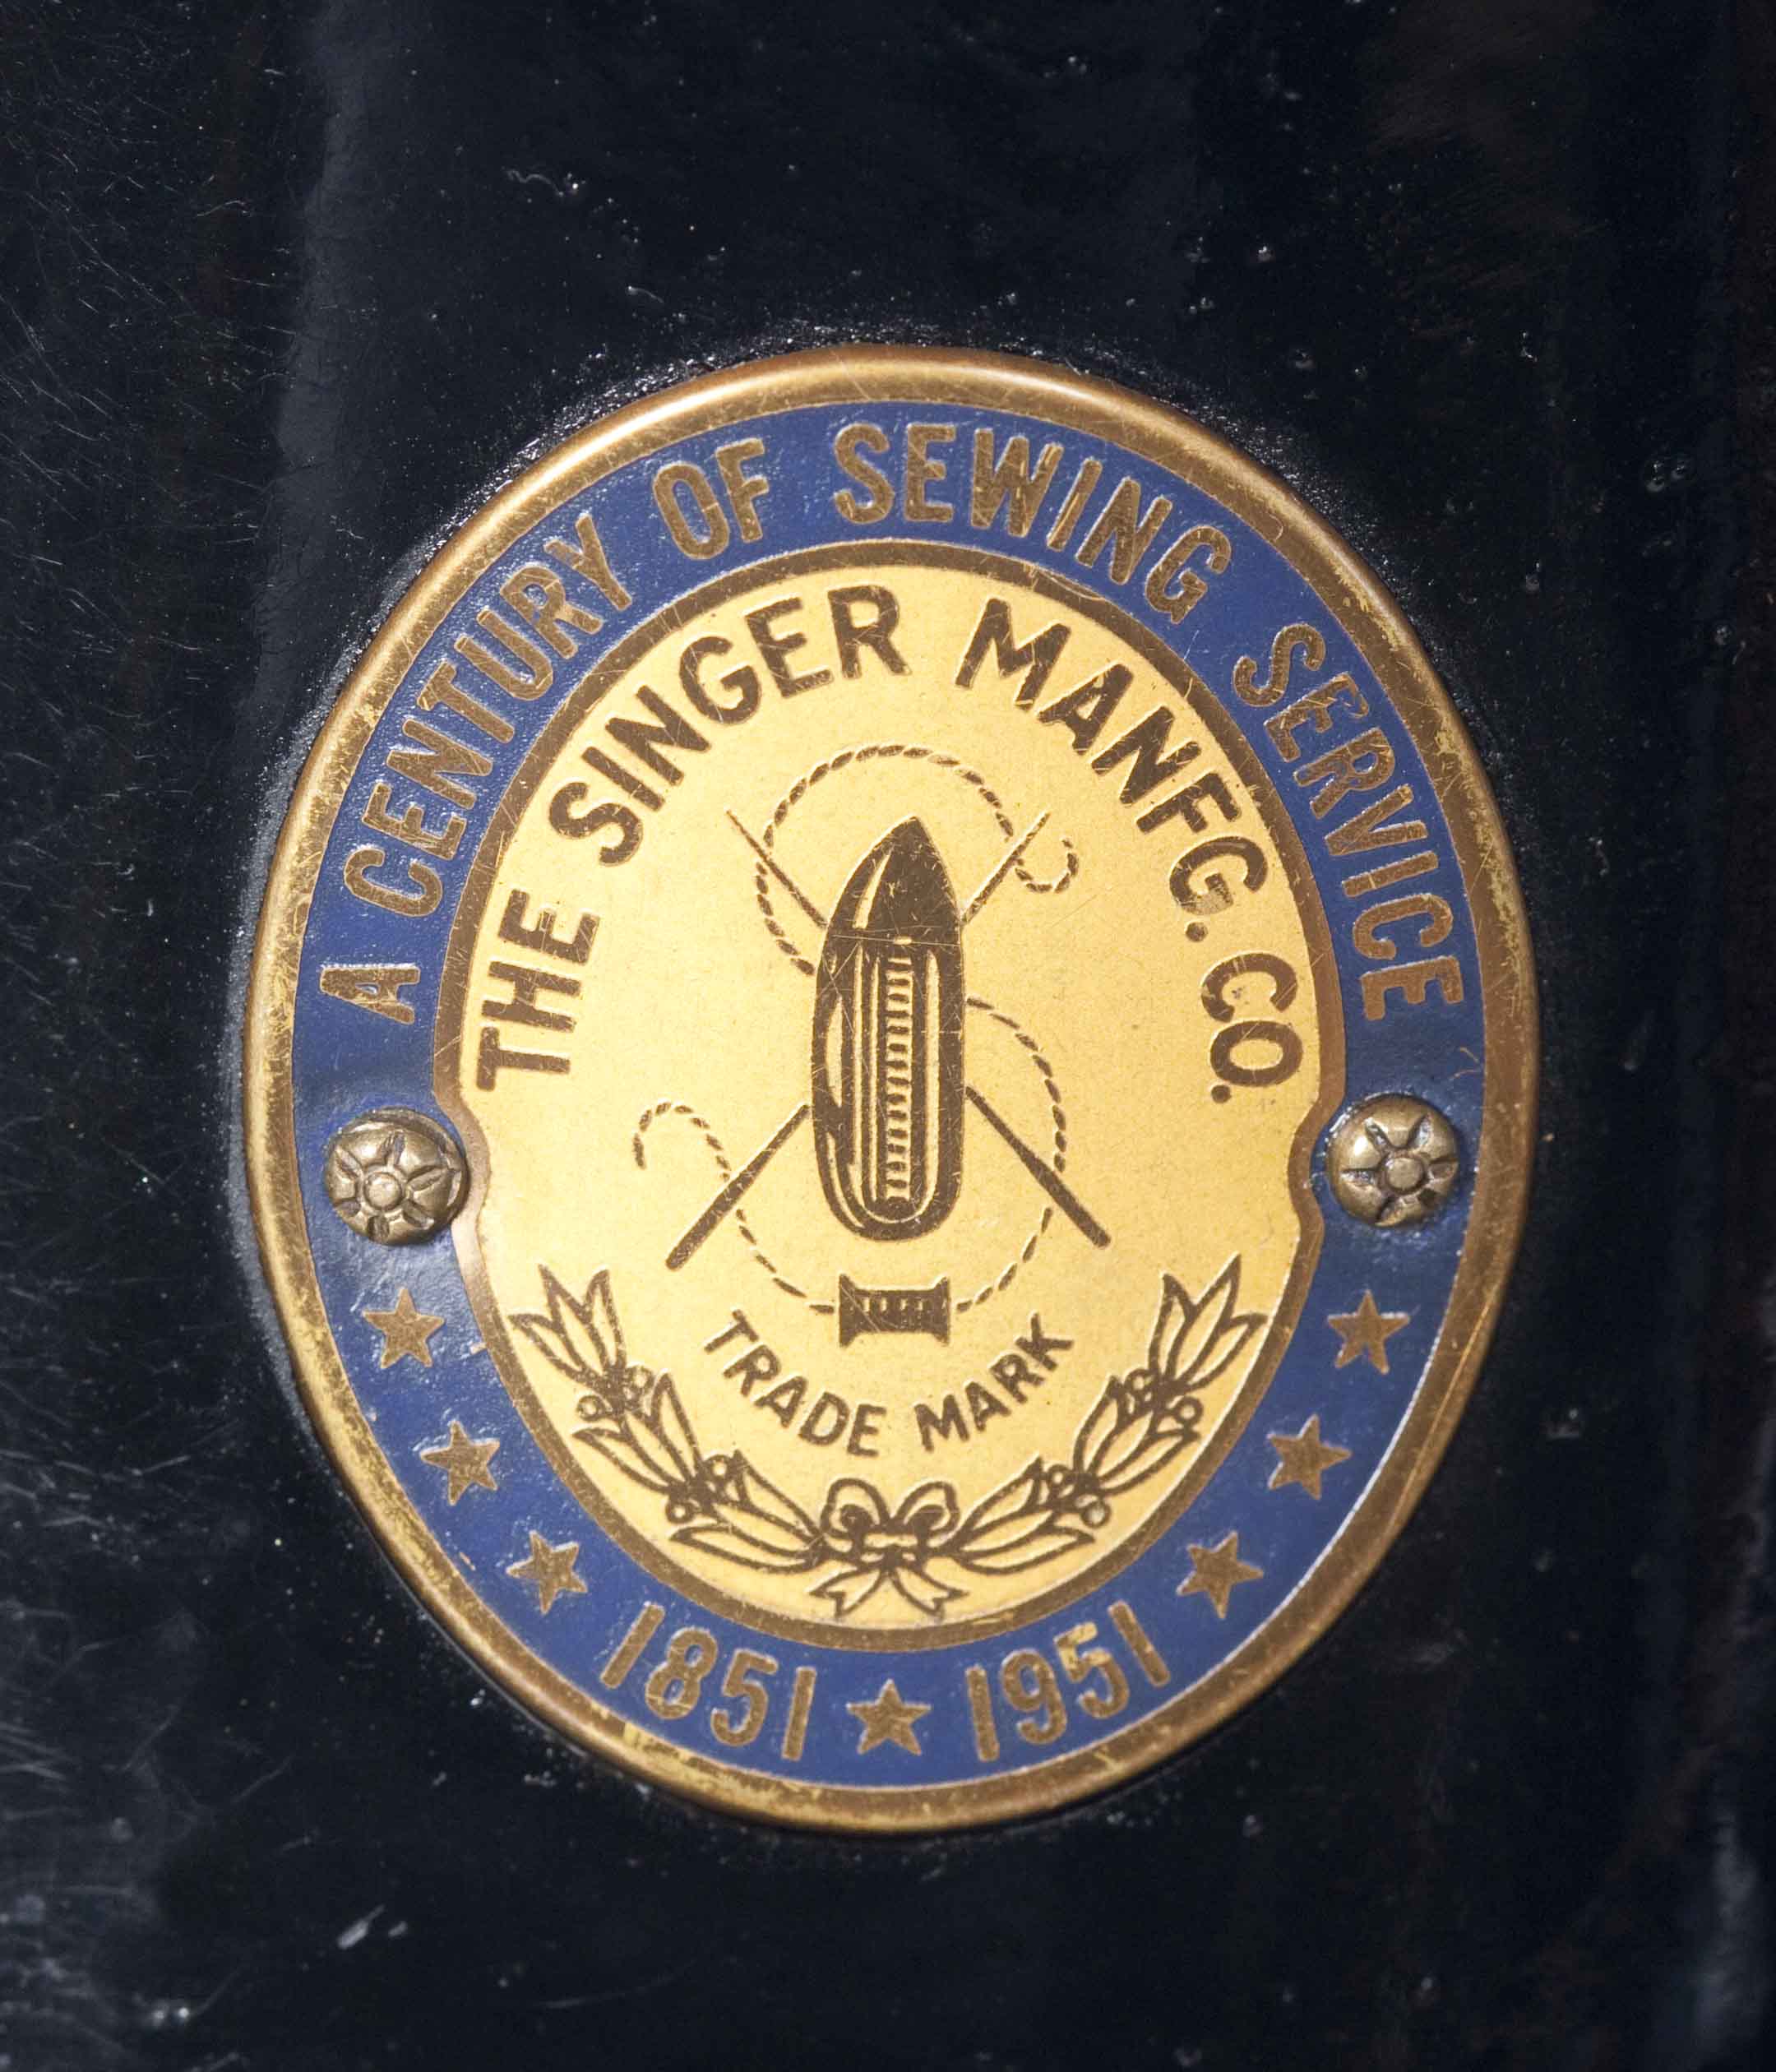 A CENTURY OF SEWING SERVICE
THE SINGER MANFG. CO.
TRADE MARK
1851 ★ 1951